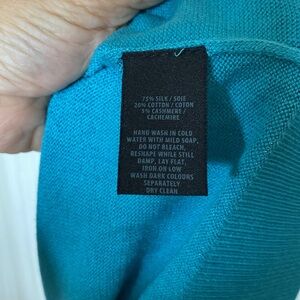 75% SILK / SOIE
20% COTTON / COTON
5% CASHMERE /
CACHEMIRE
HAND WASH IN COLD
WATER WITH MILD SOAP,
DO NOT BLEACH,
RESHAPE WHILE STILL
DAMP, LAY FLAT,
IRON ON LOW
WASH DARK COLOURS
SEPARATELY
DRY CLEAN